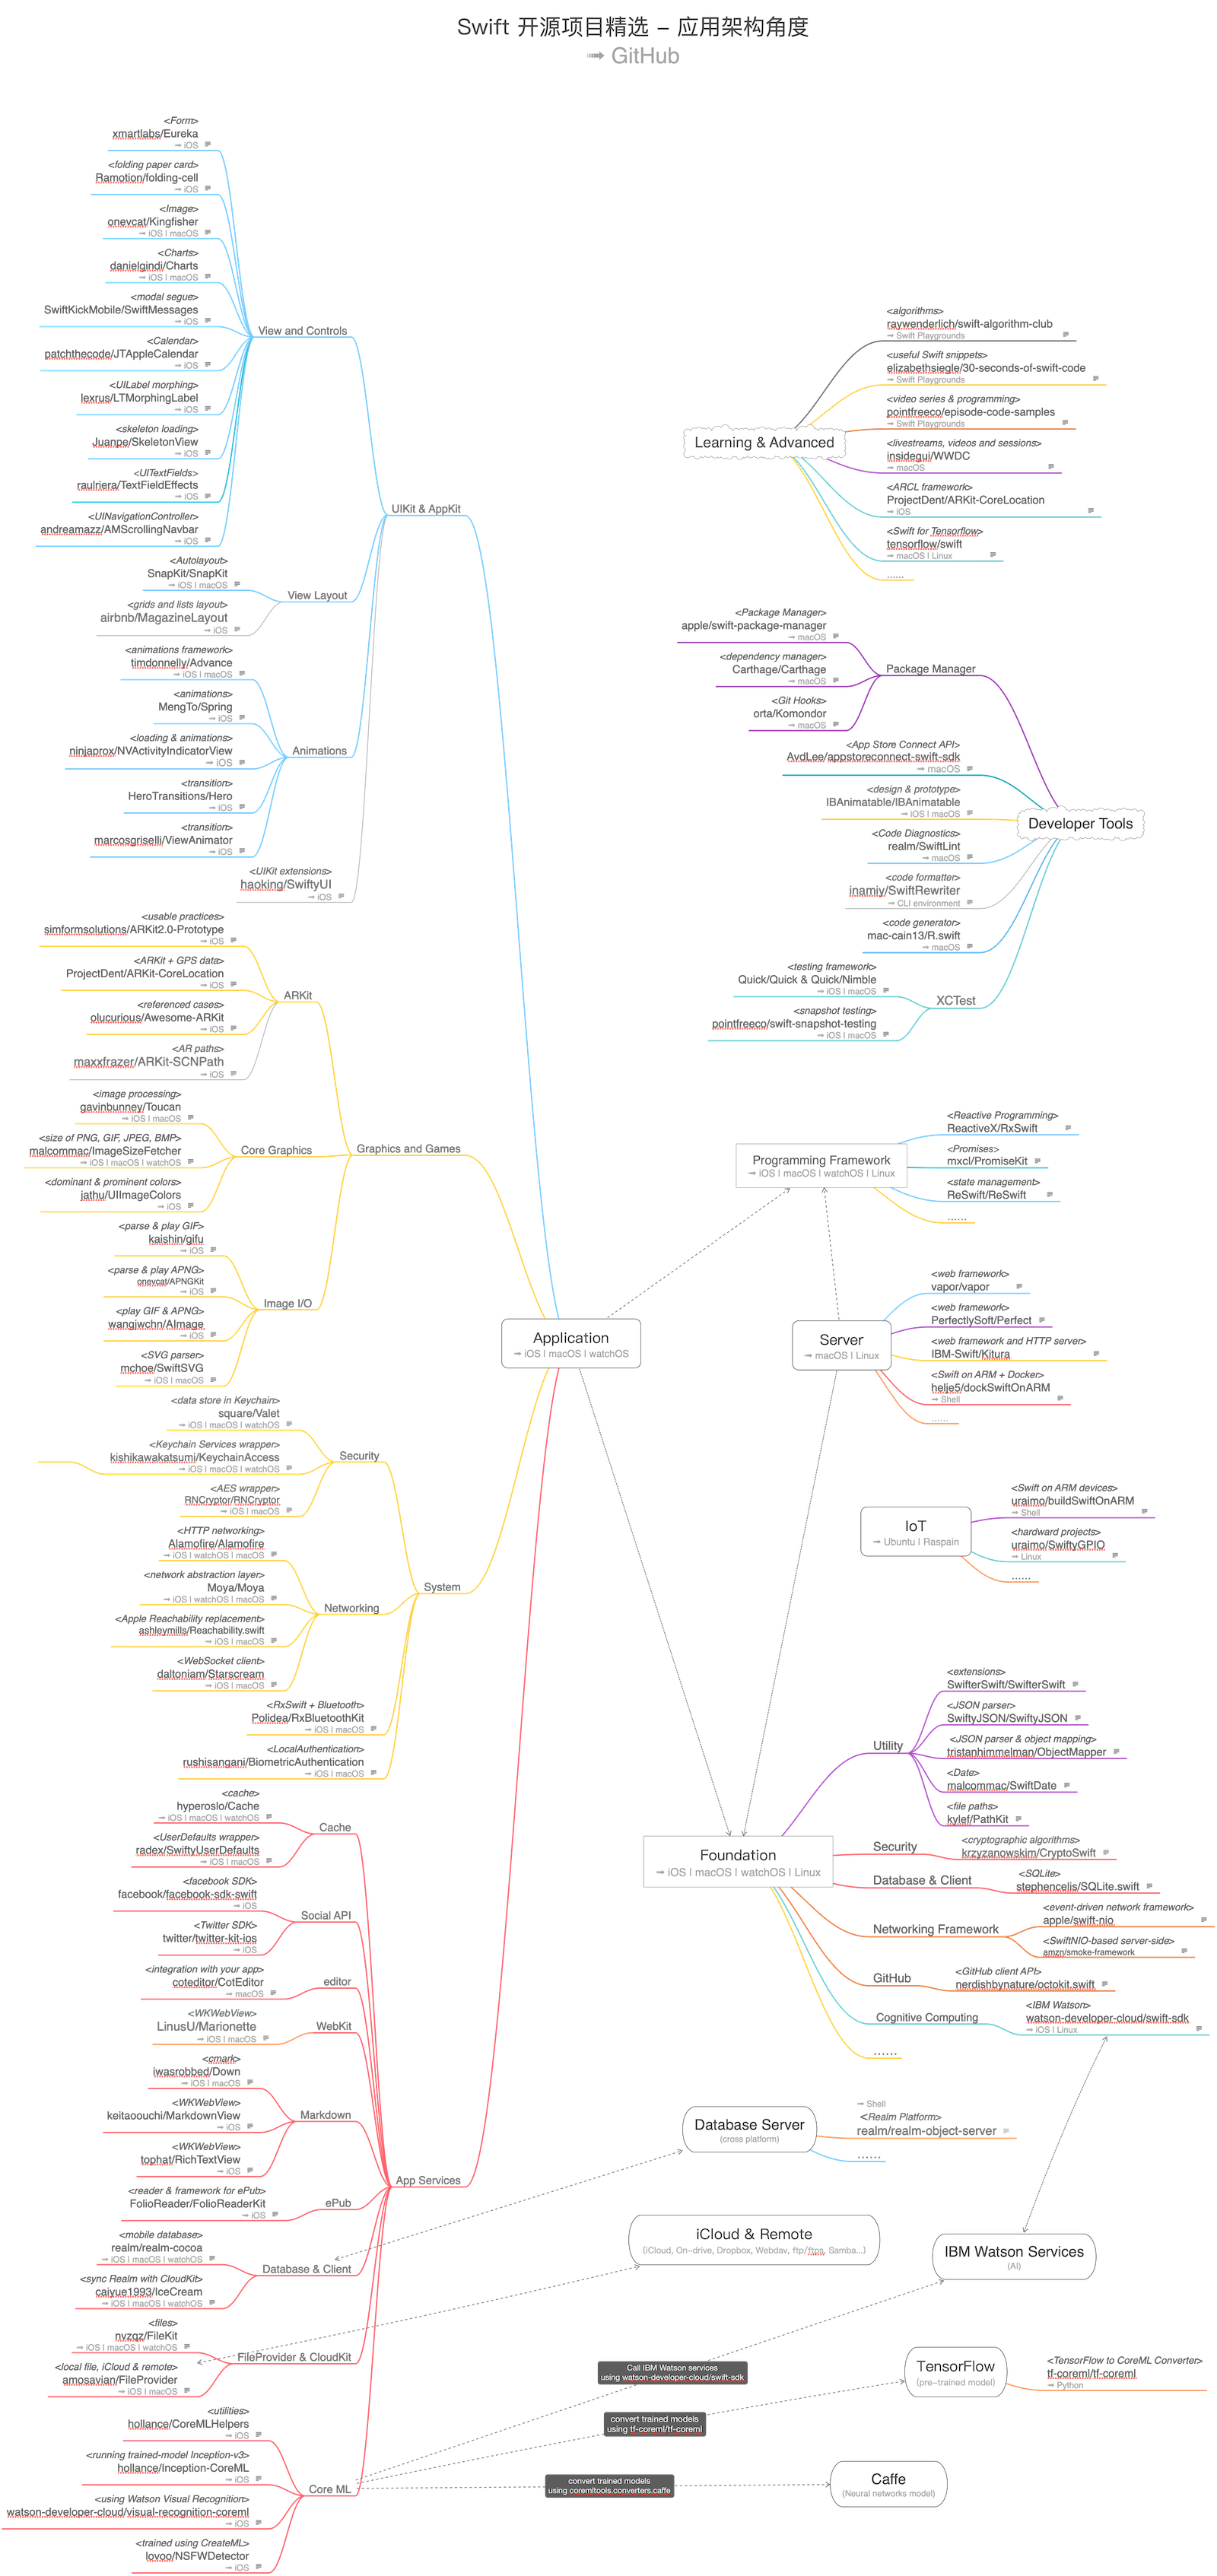 Swift 开源项目精选 – 应用架构角度
➟ GitHub
<Form>
xmartlabs/Eureka
➟ iOS
<folding paper card>
Ramotion/folding-cell
➟ iOS
<Image>
onevcat/Kingfisher
➟ iOS | macOS
<Charts>
danielgindi/Charts
➟ iOS | macOS
<modal segue>
SwiftKickMobile/SwiftMessages
➟ iOS
<Calendar>
patchthecode/JTAppleCalendar
➟ iOS
<UILabel morphing>
lexrus/LTMorphingLabel
➟ iOS
<skeleton loading>
Juanpe/SkeletonView
➟ iOS
<UITextFields>
raulriera/TextFieldEffects
➟ iOS
<UINavigationController>
andreamazz/AMScrollingNavbar
➟ iOS
View and Controls
<Autolayout>
SnapKit/SnapKit
➟ iOS | macOS
<grids and lists layout>
airbnb/MagazineLayout
➟ iOS
View Layout
<animations framework>
timdonnelly/Advance
➟ iOS | macOS
<animations>
MengTo/Spring
➟ iOS
<loading & animations>
ninjaprox/NVActivityIndicatorView
➟ iOS
<transition>
HeroTransitions/Hero
➟ iOS
<transition>
marcosgriselli/ViewAnimator
➟ iOS
Animations
<UIKit extensions>
haoking/SwiftyUI
➟ iOS
UIKit & AppKit
<usable practices>
simformsolutions/ARKit2.0-Prototype
➟ iOS
<ARKit + GPS data>
ProjectDent/ARKit-CoreLocation
➟ iOS
<referenced cases>
olucurious/Awesome-ARKit
➟ iOS
<AR paths>
maxxfrazer/ARKit-SCNPath
➟ iOS
ARKit
<image processing>
gavinbunney/Toucan
➟ iOS | macOS
<size of PNG, GIF, JPEG, BMP>
malcommac/ImageSizeFetcher
➟ iOS | macOS | watchOS
<dominant & prominent colors>
jathu/UIImageColors
➟ iOS
Core Graphics
<parse & play GIF>
kaishin/gifu
➟ iOS
<parse & play APNG>
onevcat/APNGKit
➟ iOS
<play GIF & APNG>
wangjwchn/AImage
➟ iOS
<SVG parser>
mchoe/SwiftSVG
➟ iOS | macOS
Image I/O
Graphics and Games
<data store in Keychain>
square/Valet
➟ iOS | macOS | watchOS
<Keychain Services wrapper>
kishikawakatsumi/KeychainAccess
➟ iOS | macOS | watchOS
<AES wrapper>
RNCryptor/RNCryptor
➟ iOS | macOS
Security
<HTTP networking>
Alamofire/Alamofire
➟ iOS | watchOS | macOS
<network abstraction layer>
Moya/Moya
➟ iOS | watchOS | macOS
<Apple Reachability replacement>
ashleymills/Reachability.swift
➟ iOS | macOS
<WebSocket client>
daltoniam/Starscream
➟ iOS | macOS
Networking
<RxSwift + Bluetooth>
Polidea/RxBluetoothKit
➟ iOS | macOS
<LocalAuthentication>
rushisangani/BiometricAuthentication
➟ iOS | macOS
System
<cache>
hyperoslo/Cache
➟ iOS | macOS | watchOS
<UserDefaults wrapper>
radex/SwiftyUserDefaults
➟ iOS | macOS
Cache
<facebook SDK>
facebook/facebook-sdk-swift
➟ iOS
<Twitter SDK>
twitter/twitter-kit-ios
➟ iOS
Social API
<integration with your app>
coteditor/CotEditor
➟ macOS
editor
<WKWebView>
LinusU/Marionette
➟ iOS | macOS
WebKit
<cmark>
iwasrobbed/Down
➟ iOS | macOS
<WKWebView>
keitaoouchi/MarkdownView
➟ iOS
<WKWebView>
tophat/RichTextView
➟ iOS
Markdown
<reader & framework for ePub>
FolioReader/FolioReaderKit
➟ iOS
ePub
<mobile database>
realm/realm-cocoa
➟ iOS | macOS | watchOS
<sync Realm with CloudKit>
caiyue1993/IceCream
➟ iOS | macOS | watchOS
Database & Client
<files>
nvzqz/FileKit
➟ iOS | macOS | watchOS
<local file, iCloud & remote>
amosavian/FileProvider
➟ iOS | macOS
FileProvider & CloudKit
<utilities>
hollance/CoreMLHelpers
➟ iOS
<running trained-model Inception-v3>
hollance/Inception-CoreML
➟ iOS
<using Watson Visual Recognition>
watson-developer-cloud/visual-recognition-coreml
➟ iOS
<trained using CreateML>
lovoo/NSFWDetector
➟ iOS
Core ML
App Services
Application
➟ iOS | macOS | watchOS
<algorithms>
raywenderlich/swift-algorithm-club
➟ Swift Playgrounds
<useful Swift snippets>
elizabethsiegle/30-seconds-of-swift-code
➟ Swift Playgrounds
<video series & programming>
pointfreeco/episode-code-samples
➟ Swift Playgrounds
Learning & Advanced
<livestreams, videos and sessions>
insidegui/WWDC
➟ macOS
<ARCL framework>
ProjectDent/ARKit-CoreLocation
➟ iOS
<Swift for Tensorflow>
tensorflow/swift
➟ macOS | Linux
......
<Package Manager>
apple/swift-package-manager
➟ macOS
<dependency manager>
Carthage/Carthage
➟ macOS
<Git Hooks>
orta/Komondor
➟ macOS
Package Manager
<App Store Connect API>
AvdLee/appstoreconnect-swift-sdk
➟ macOS
<design & prototype>
IBAnimatable/IBAnimatable
➟ iOS | macOS
Developer Tools
<Code Diagnostics>
realm/SwiftLint
➟ macOS
<code formatter>
inamiy/SwiftRewriter
➟ CLI environment
<code generator>
mac-cain13/R.swift
➟ macOS
<testing framework>
Quick/Quick & Quick/Nimble
➟ iOS | macOS
<snapshot testing>
pointfreeco/swift-snapshot-testing
➟ iOS | macOS
XCTest
Programming Framework
➟ iOS | macOS | watchOS | Linux
<Reactive Programming>
ReactiveX/RxSwift
<Promises>
mxcl/PromiseKit
<state management>
ReSwift/ReSwift
......
Server
➟ macOS | Linux
<web framework>
vapor/vapor
<web framework>
PerfectlySoft/Perfect
<web framework and HTTP server>
IBM-Swift/Kitura
<Swift on ARM + Docker>
helje5/dockSwiftOnARM
➟ Shell
......
IoT
➟ Ubuntu | Raspain
<Swift on ARM devices>
uraimo/buildSwiftOnARM
➟ Shell
<hardward projects>
uraimo/SwiftyGPIO
➟ Linux
......
Foundation
➟ iOS | macOS | watchOS | Linux
Utility
<extensions>
SwifterSwift/SwifterSwift
<JSON parser>
SwiftyJSON/SwiftyJSON
<JSON parser & object mapping>
tristanhimmelman/ObjectMapper
<Date>
malcommac/SwiftDate
<file paths>
kylef/PathKit
Security
<cryptographic algorithms>
krzyzanowskim/CryptoSwift
Database & Client
<SQLite>
stephencelis/SQLite.swift
Networking Framework
<event-driven network framework>
apple/swift-nio
<SwiftNIO-based server-side>
amzn/smoke-framework
GitHub
<GitHub client API>
nerdishbynature/octokit.swift
Cognitive Computing
<IBM Watson>
watson-developer-cloud/swift-sdk
➟ iOS | Linux
......
Database Server
(cross platform)
➟ Shell
<Realm Platform>
realm/realm-object-server
......
iCloud & Remote
(iCloud, On-drive, Dropbox, Webdav, ftp/ftps, Samba...)
IBM Watson Services
(AI)
Call IBM Watson services
using watson-developer-cloud/swift-sdk
TensorFlow
(pre-trained model)
<TensorFlow to CoreML Converter>
tf-coreml/tf-coreml
➟ Python
convert trained models
using tf-coreml/tf-coreml
convert trained models
using coremltools.converters.caffe
Caffe
(Neural networks model)